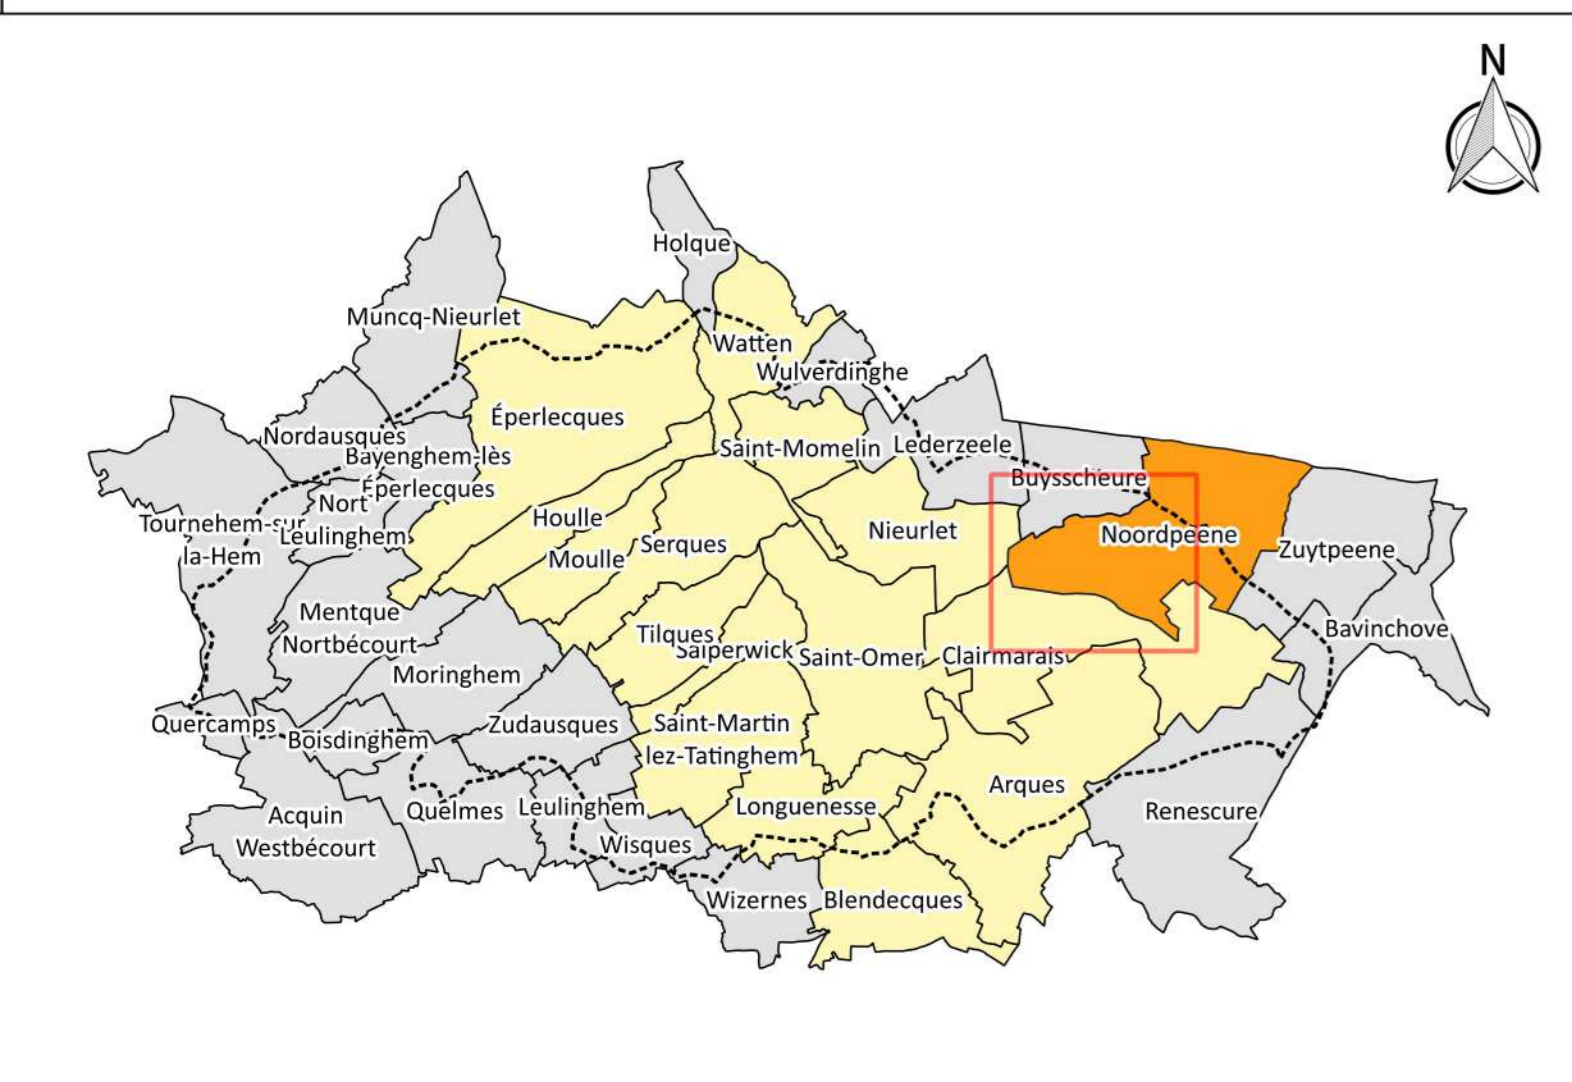 N
Holque
Muncq-Nieurlet
Watten
Wulverdinghe
Éperlecques
Nordausques
Saint-Momelin
Lederzeele
Bayenghem-lès
Éperlecques
Buysscheure
Nort
Leulinghem
Houlle
Tournehem-sur
la-Hem
Nieurlet
Noordpeene
Serques
Zuytpeene
Moulle
Mentque
Nortbécourt
Tilques
Bavinchove
Salperwick
Saint-Omer
Clairmarais
Moringhem
Quercamps
Zudausques
Saint-Martin
lez-Tatinghem
Boisdinghem
Arques
Acquin
Westbécourt
Quelmes
Leulinghem
Longuenesse
Renescure
Wisques
Wizernes
Blendecques